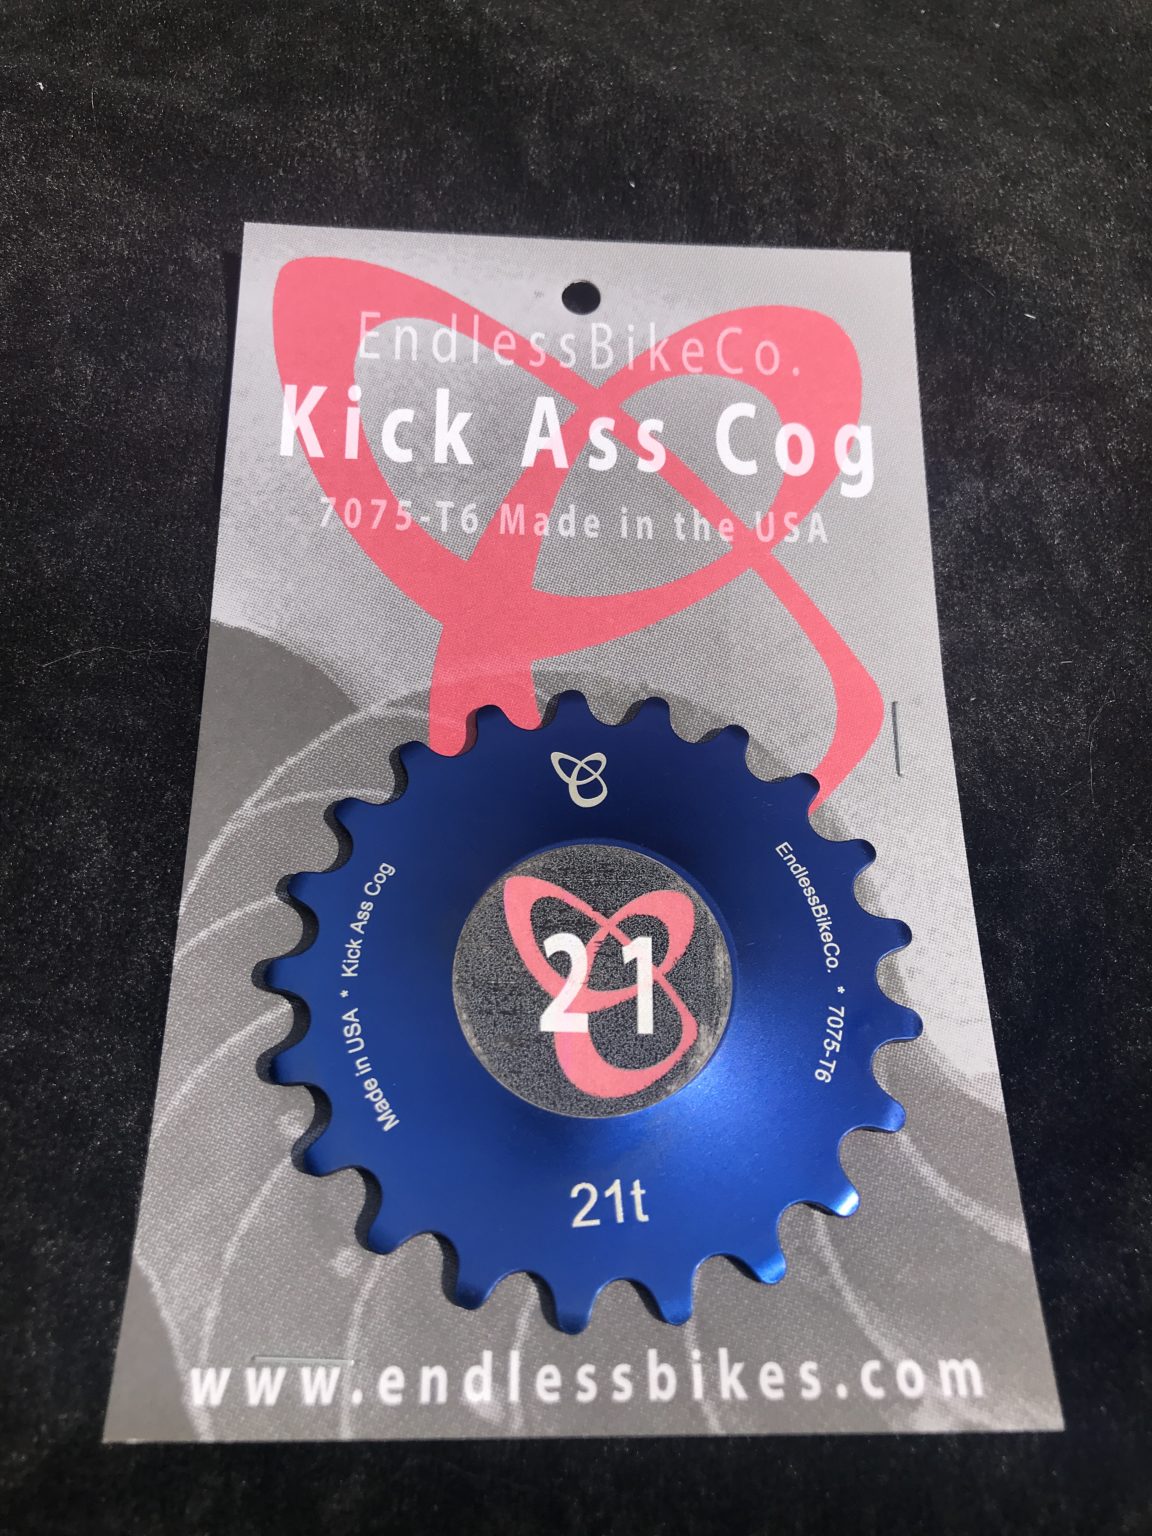 EndlessBikeCo.
Kick Ass Cog
7075-T6 Made in the USA
Made in USA * Kick Ass Cog
EndlessBikeCo. * 7075-T6
21
21t
www.endlessbikes.com